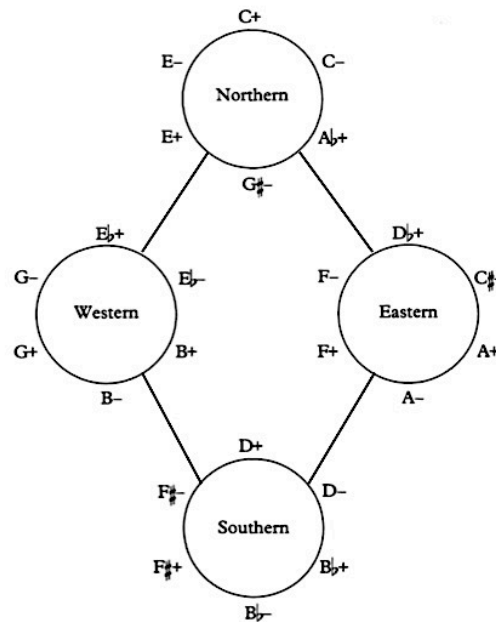 C+
E– C–
Northern
E+ A♭+
G♯–
E♭+ D♭+
G– E♭– F– C♯–
Western Eastern
G+ B+ F+ A+
B– A–
D+
F♯– D–
Southern
F♯+ B♭+
B♭–